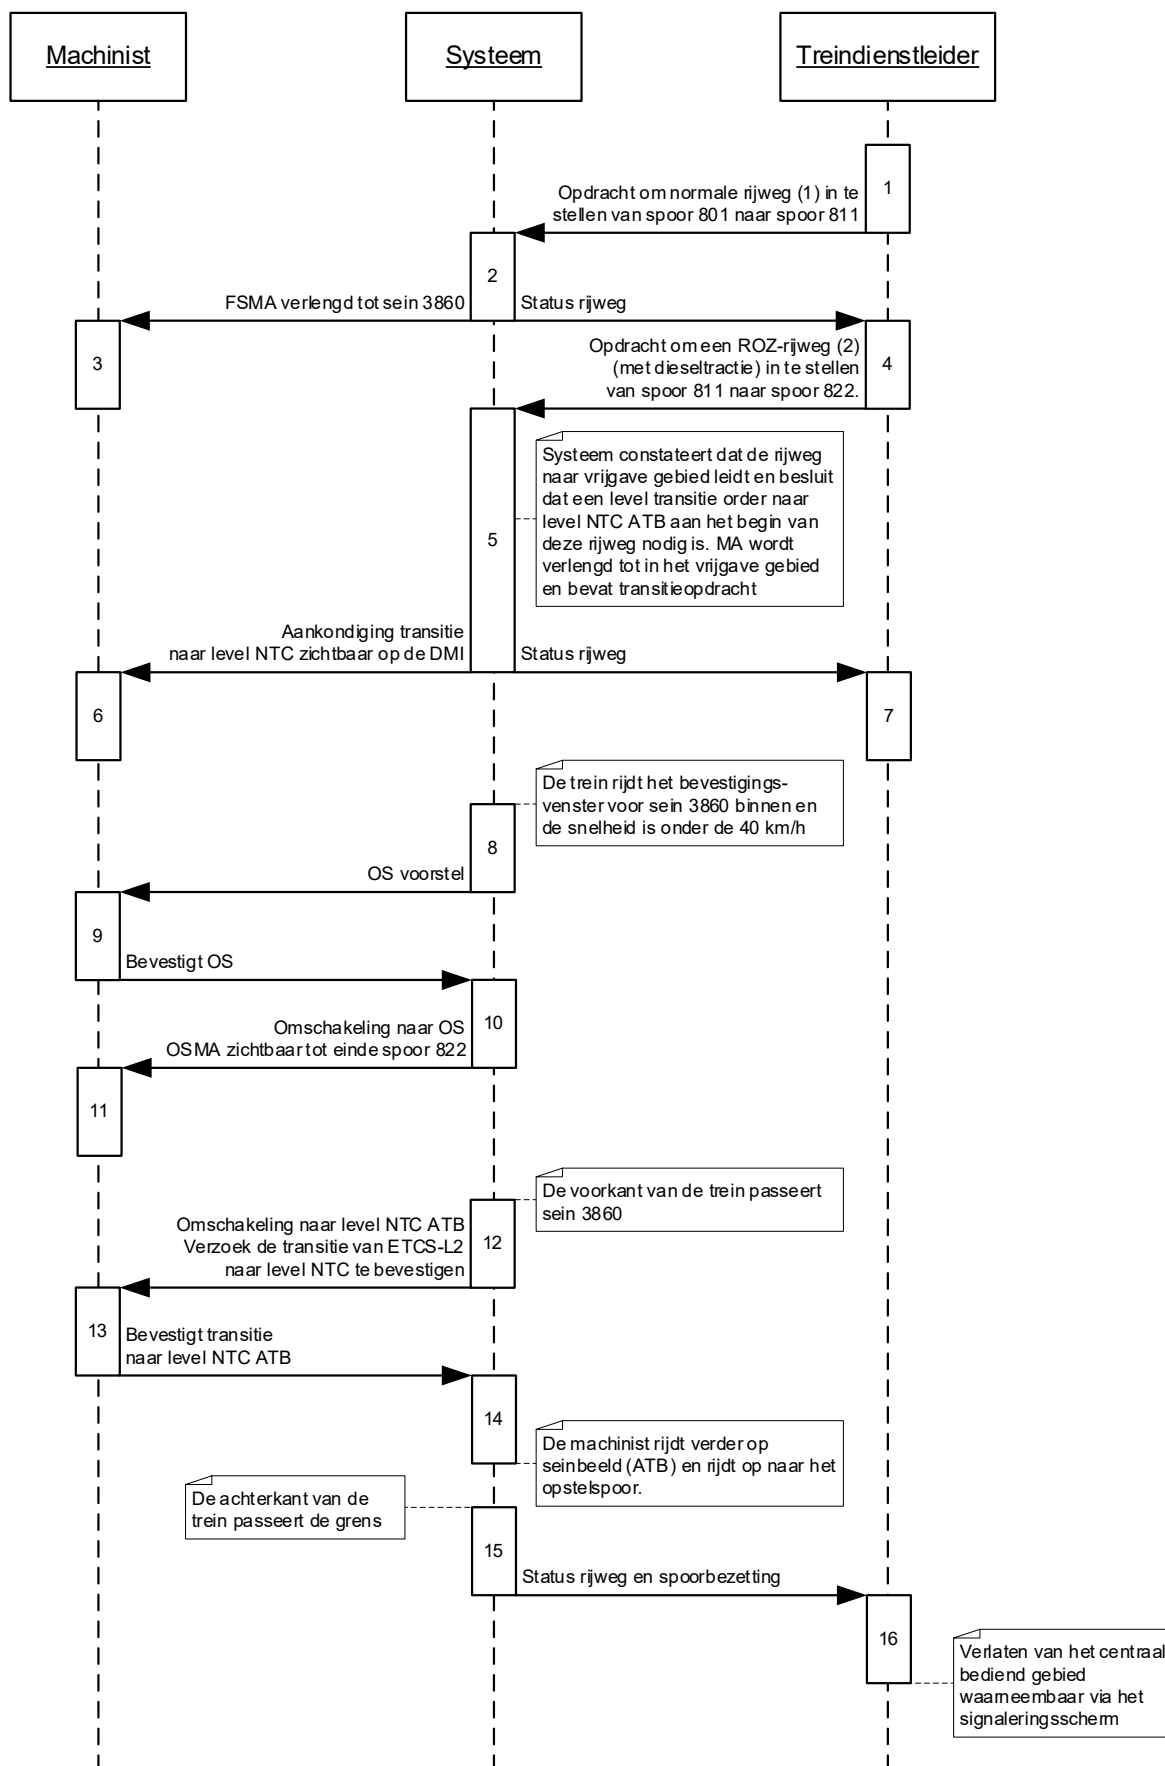 Machinist
Systeem
Treindienstleider
1
Opdracht om normale rijweg (1) in te
stellen van spoor 801 naar spoor 811
2
FSMA verlengd tot sein 3860
Status rijweg
3
4
Opdracht om een ROZ-rijweg (2)
(met dieseltractie) in te stellen
van spoor 811 naar spoor 822.
Systeem constateert dat de rijweg
naar vrijgave gebied leidt en besluit
dat een level transitie order naar
level NTC ATB aan het begin van
deze rijweg nodig is. MA wordt
verlengd tot in het vrijgave gebied
en bevat transitieopdracht
5
Aankondiging transitie
naar level NTC zichtbaar op de DMI
Status rijweg
6
7
De trein rijdt het bevestigings-
venster voor sein 3860 binnen en
de snelheid is onder de 40 km/h
8
OS voorstel
9
Bevestigt OS
10
Omschakeling naar OS
OSMA zichtbaar tot einde spoor 822
11
De voorkant van de trein passeert
sein 3860
12
Omschakeling naar level NTC ATB
Verzoek de transitie van ETCS-L2
naar level NTC te bevestigen
13
Bevestigt transitie
naar level NTC ATB
14
De machinist rijdt verder op
seinbeeld (ATB) en rijdt op naar het
opstelspoor.
De achterkant van de
trein passeert de grens
15
Status rijweg en spoorbezetting
16
Verlaten van het centraal
bediend gebied
waarneembaar via het
signaleringsscherm